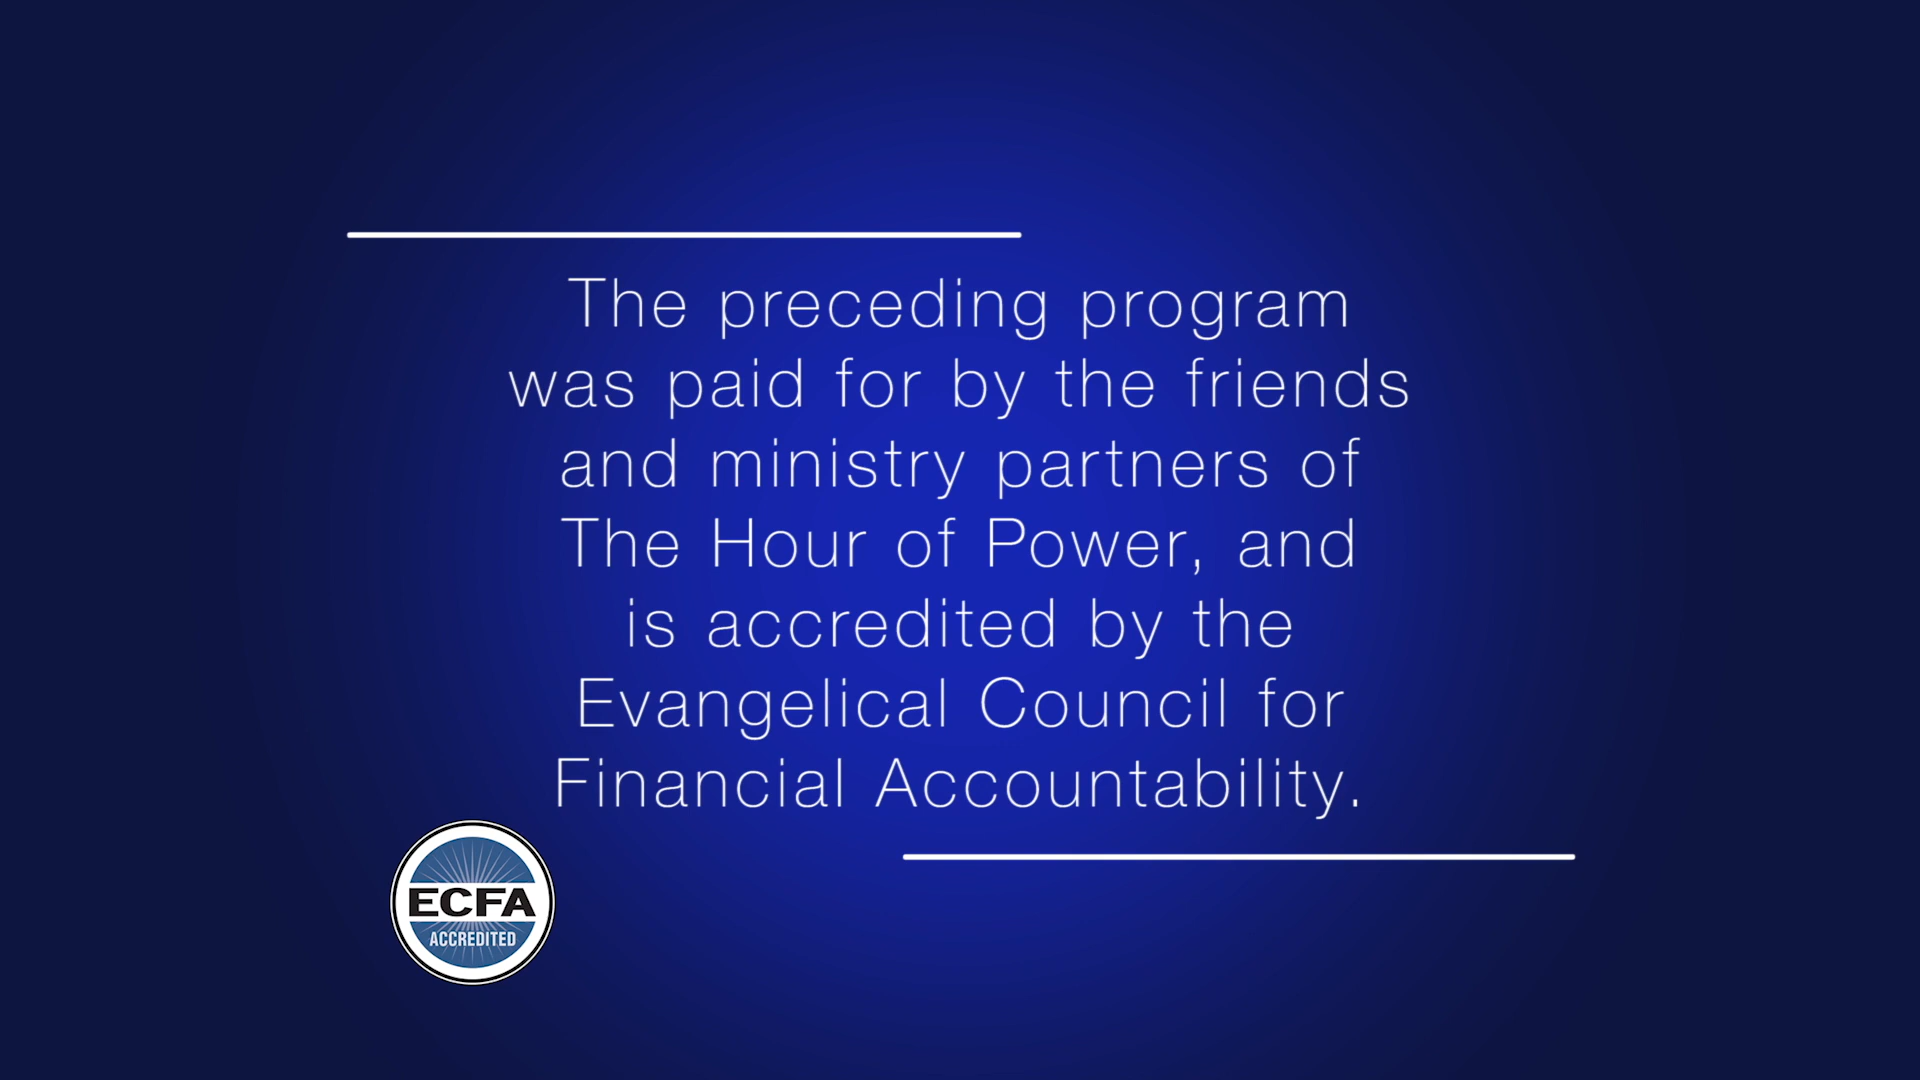 The preceding program
was paid for by the friends
and ministry partners of
The Hour of Power, and
is accredited by the
Evangelical Council for
Financial Accountability.
ECFA
ACCREDITED